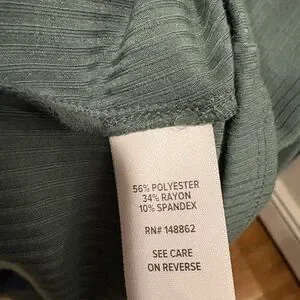 56% POLYESTER
34% RAYON
10% SPANDEX
RN# 148862
SEE CARE
ON REVERSE